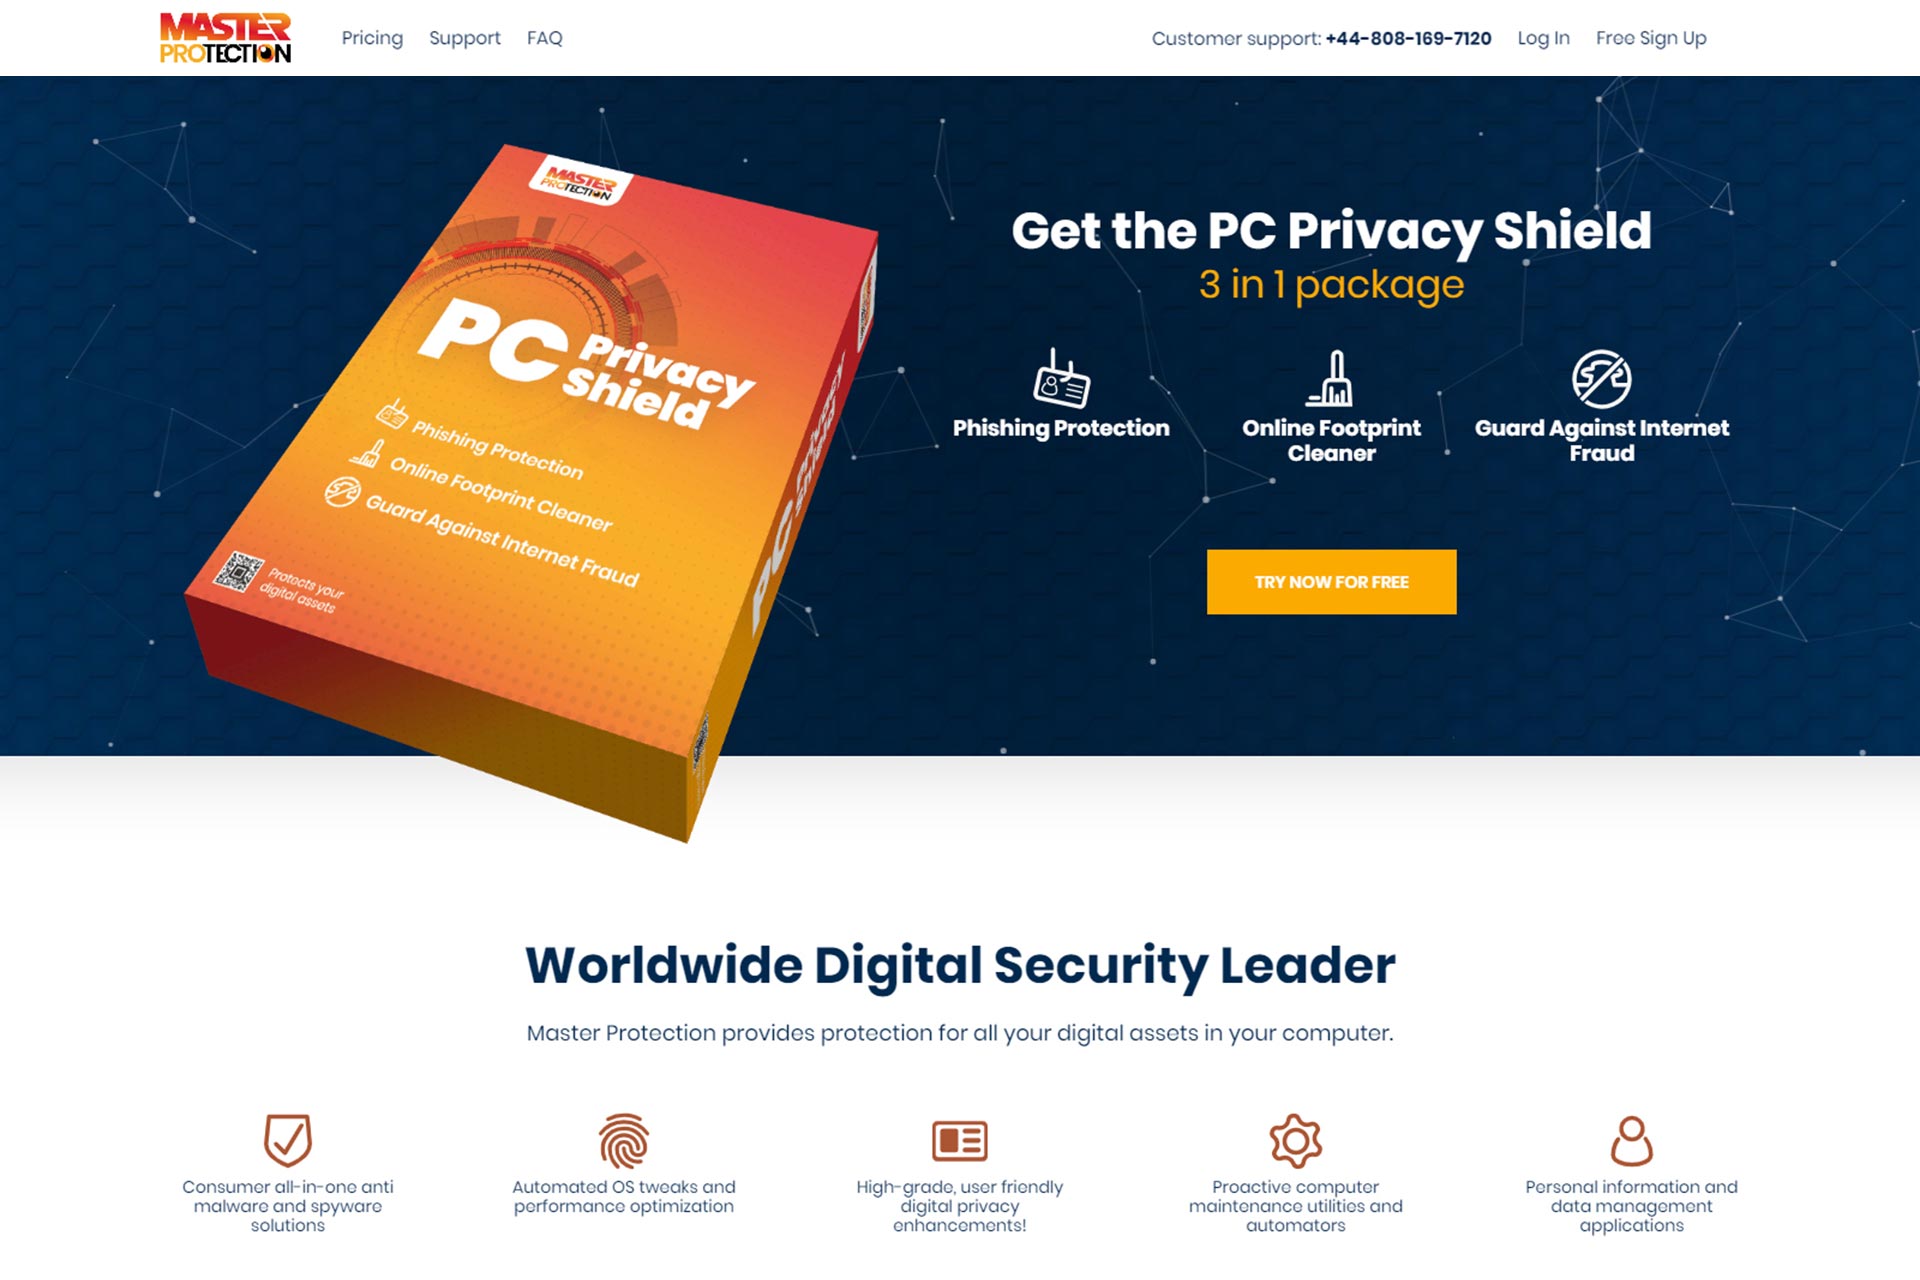 MASTER
PROTECTION
Pricing
Support
FAQ
Customer support: +44-808-169-7120
Log In
Free Sign Up
MASTER
PROTECTION
PC Privacy
Shield
Phishing Protection
Online Footprint Cleaner
Guard Against Internet Fraud
Protects your
digital assets
PC Privacy
Shield
Get the PC Privacy Shield
3 in 1 package
Phishing Protection
Online Footprint
Cleaner
Guard Against Internet
Fraud
TRY NOW FOR FREE
Worldwide Digital Security Leader
Master Protection provides protection for all your digital assets in your computer.
Consumer all-in-one anti
malware and spyware
solutions
Automated OS tweaks and
performance optimization
High-grade, user friendly
digital privacy
enhancements!
Proactive computer
maintenance utilities and
automators
Personal information and
data management
applications